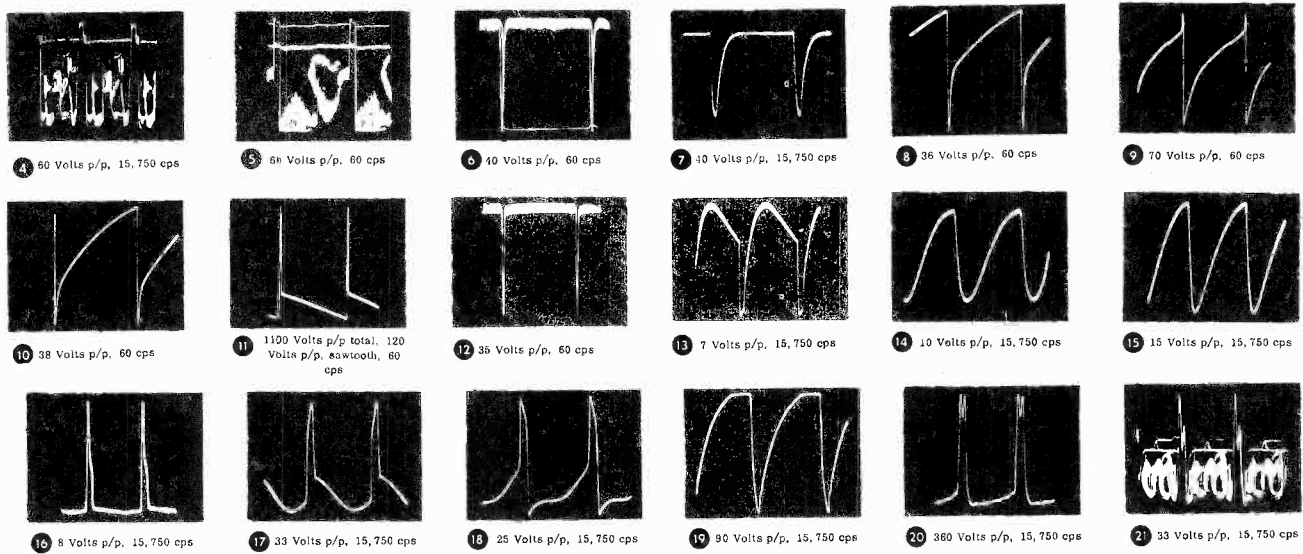 4 60 Volts p/p, 15,750 cps
5 60 Volts p/p, 60 cps
6 40 Volts p/p, 60 cps
7 40 Volts p/p, 15,750 cps
8 36 Volts p/p, 60 cps
9 70 Volts p/p, 60 cps
10 38 Volts p/p, 60 cps
11 1100 Volts p/p total, 120
Volts p/p, sawtooth, 60
cps
12 35 Volts p/p, 60 cps
13 7 Volts p/p, 15,750 cps
14 10 Volts p/p, 15,750 cps
15 15 Volts p/p, 15,750 cps
16 8 Volts p/p, 15,750 cps
17 33 Volts p/p, 15,750 cps
18 25 Volts p/p, 15,750 cps
19 90 Volts p/p, 15,750 cps
20 360 Volts p/p, 15,750 cps
21 33 Volts p/p, 15,750 cps